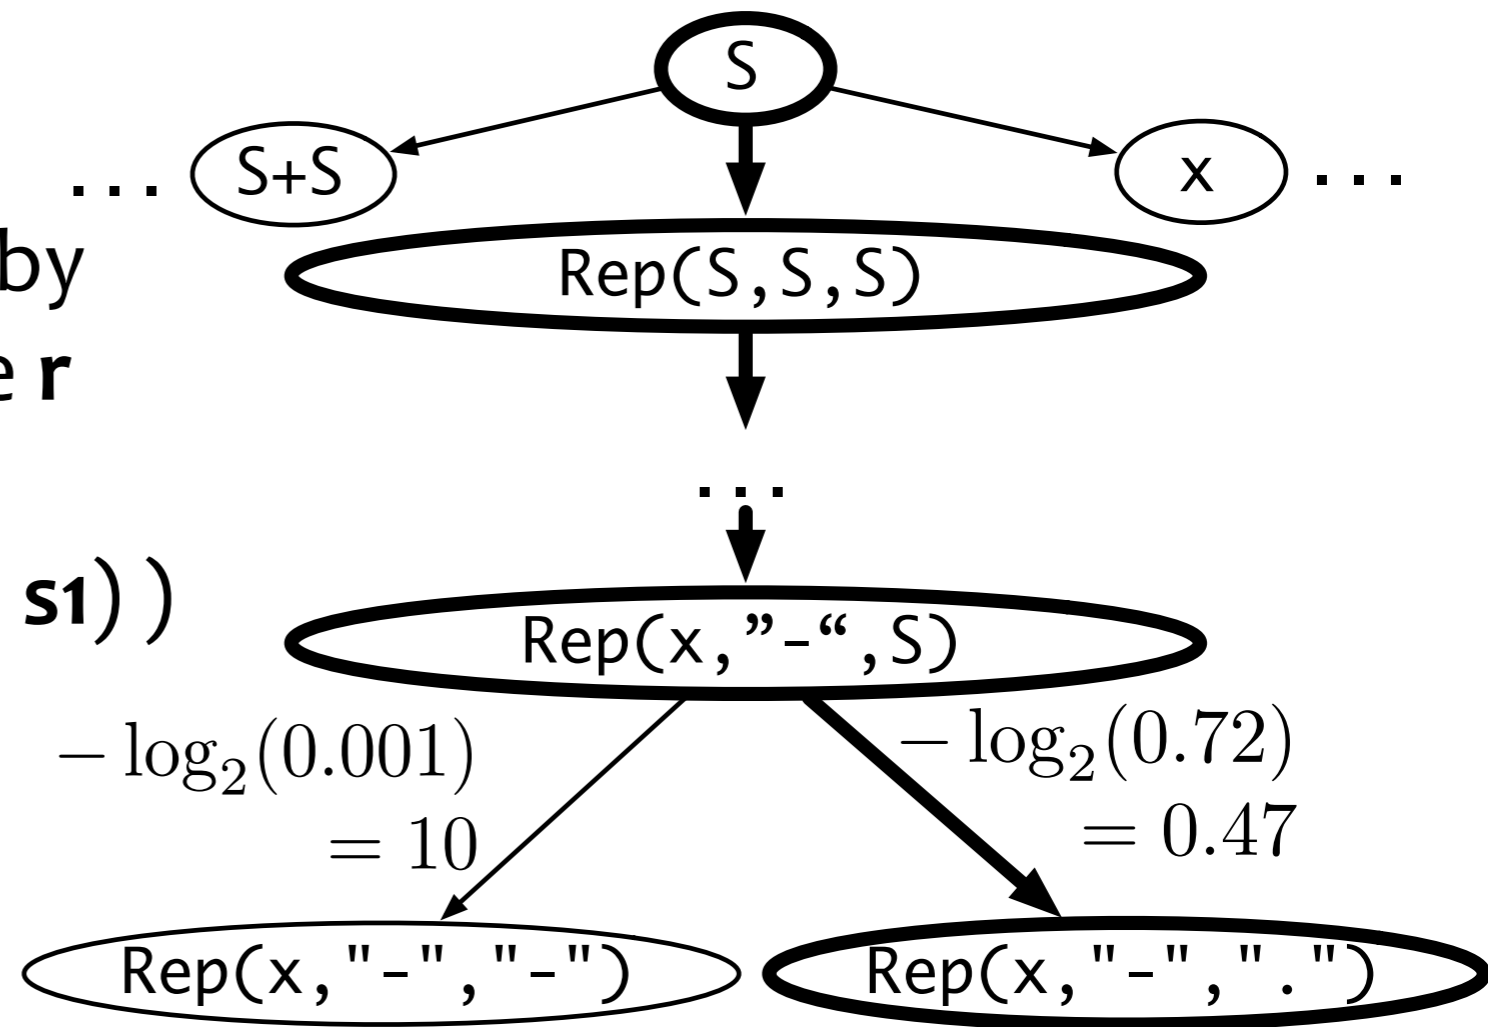 S
... S+S x ...
by
Rep(S,S,S)
e r
...
s1))
Rep(x,”-“,S)
− log₂(0.001) − log₂(0.72)
= 10 = 0.47
Rep(x,"-","-") Rep(x,"-",".")